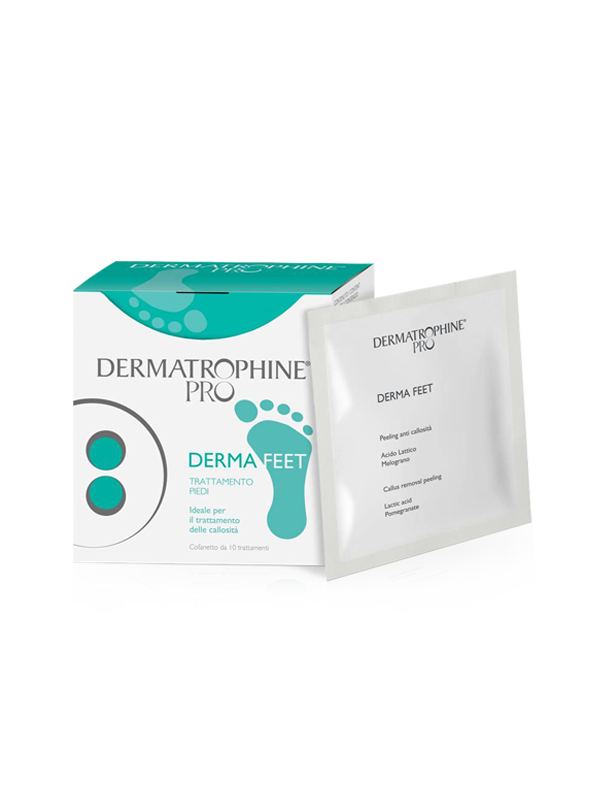 DERMATROPHINE
PRO
DERMATROPHINE®
PRO
DERMA FEET
TRATTAMENTO
PIEDI
Ideale per
il trattamento
delle callosità
Cofanetto da 10 trattamenti
DERMATROPHINE®
PRO
DERMA FEET
Peeling anti callosità
Acido Lattico
Melograno
Callus removal peeling
Lactic acid
Pomegranate